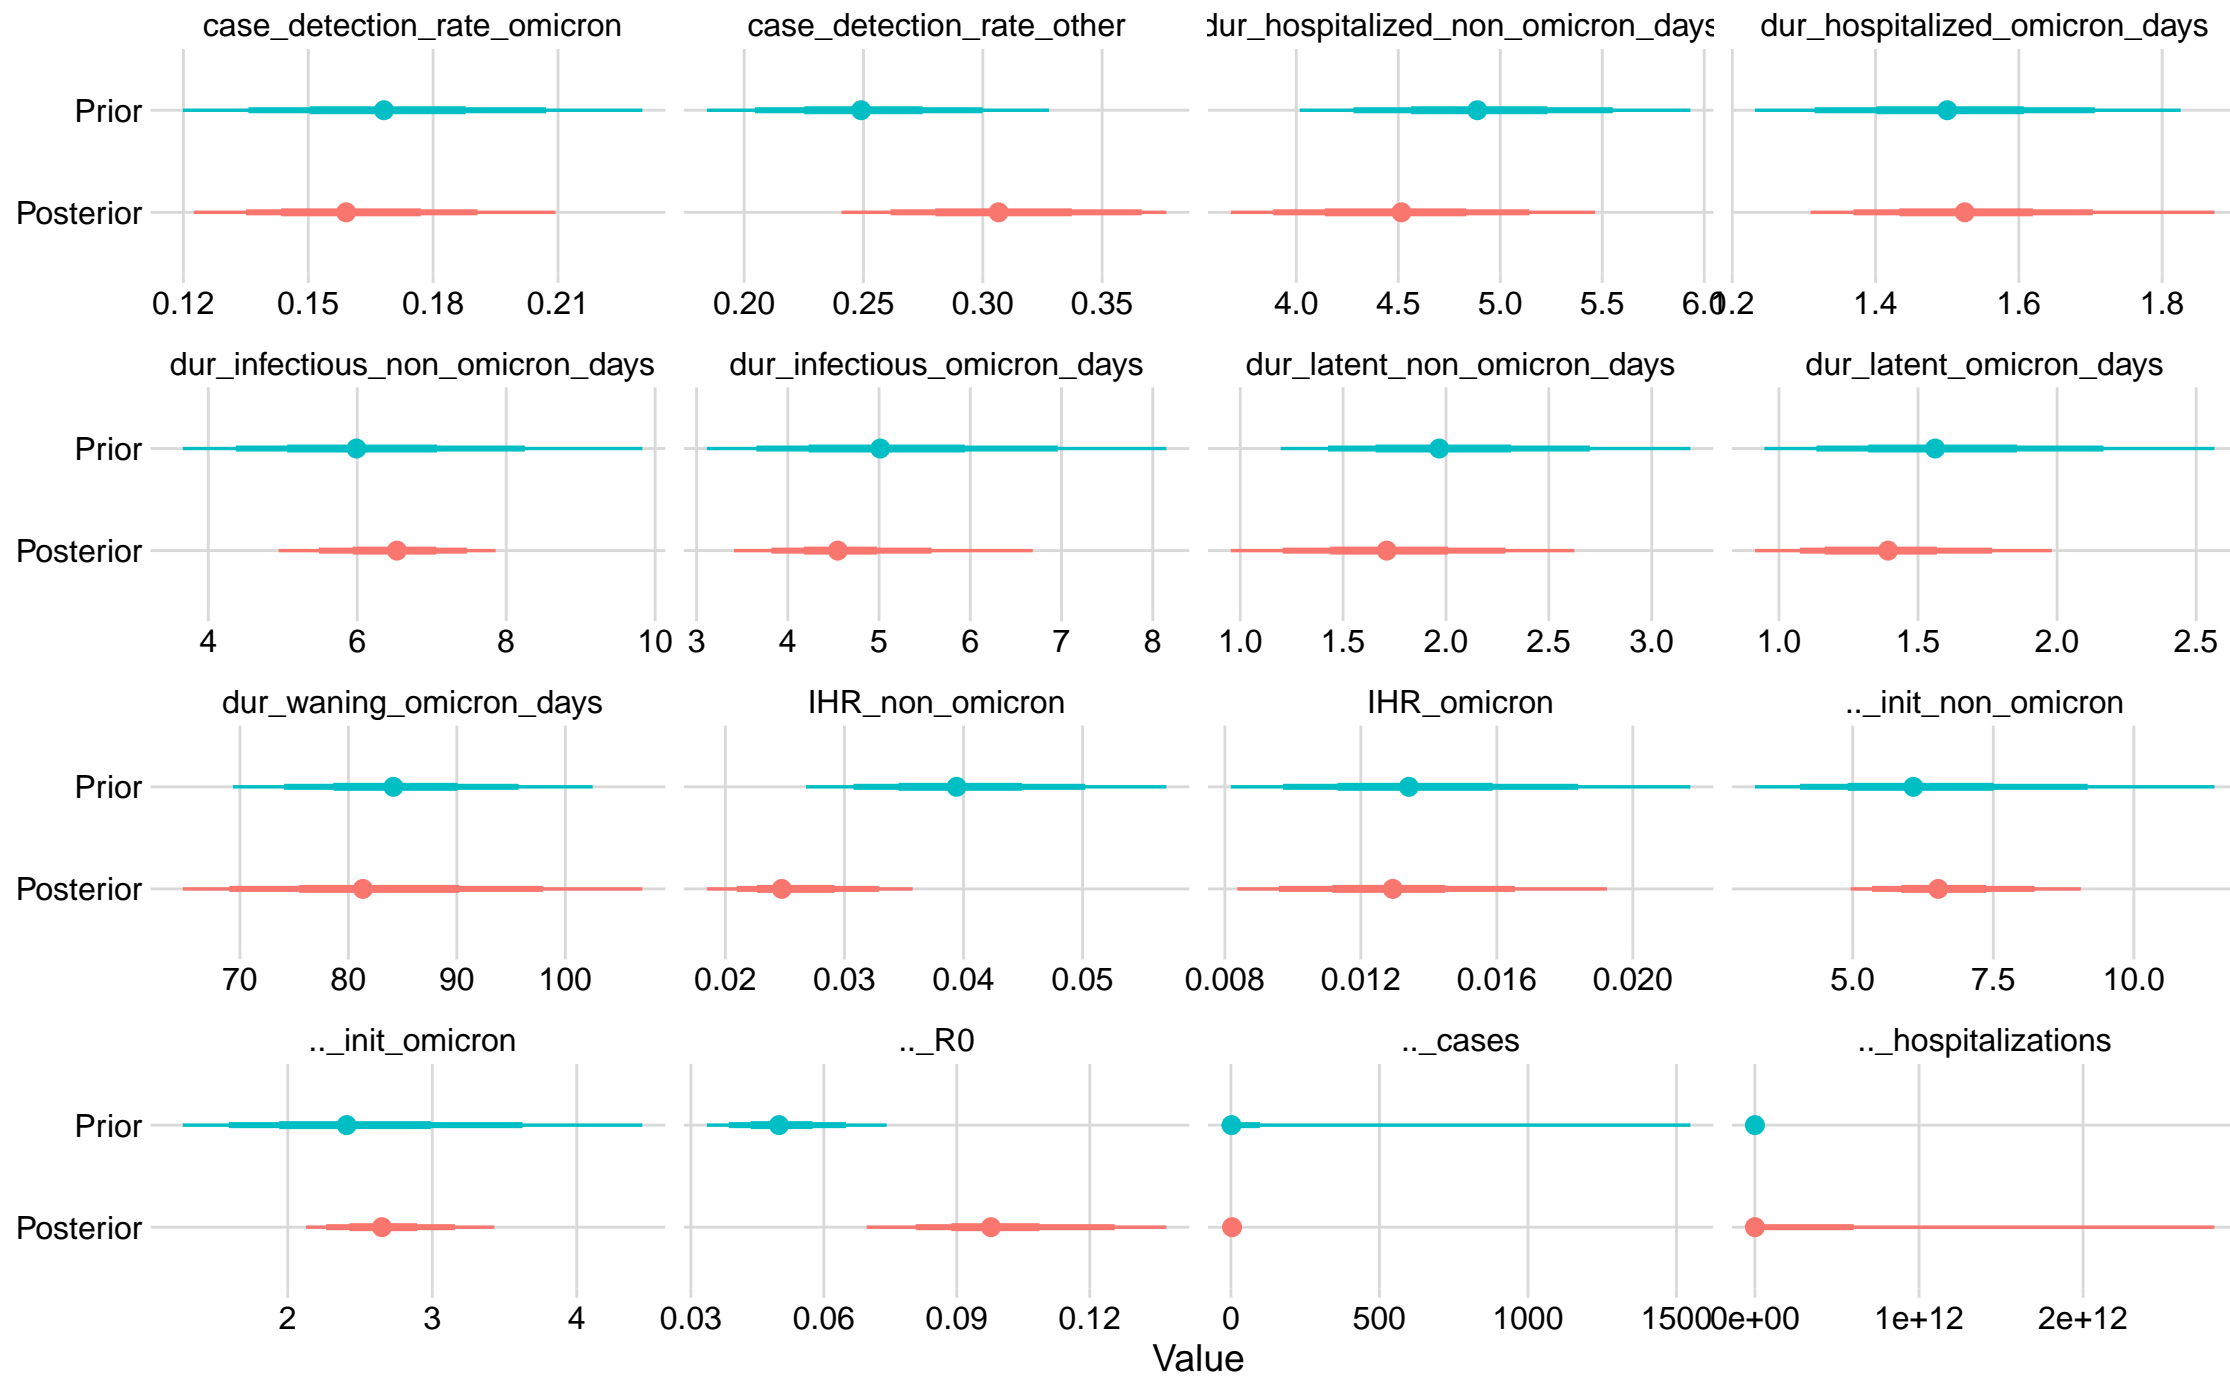 case_detection_rate_omicron case_detection_rate_other dur_hospitalized_non_omicron_days dur_hospitalized_omicron_days
Prior
Posterior
0.12 0.15 0.18 0.21 0.20 0.25 0.30 0.35 4.0 4.5 5.0 5.5 6.0 1.2 1.4 1.6 1.8
dur_infectious_non_omicron_days dur_infectious_omicron_days dur_latent_non_omicron_days dur_latent_omicron_days
Prior
Posterior
4 6 8 10 3 4 5 6 7 8 1.0 1.5 2.0 2.5 3.0 1.0 1.5 2.0 2.5
dur_waning_omicron_days IHR_non_omicron IHR_omicron .._init_non_omicron
Prior
Posterior
70 80 90 100 0.02 0.03 0.04 0.05 0.008 0.012 0.016 0.020 5.0 7.5 10.0
.._init_omicron .._R0 .._cases .._hospitalizations
Prior
Posterior
2 3 4 0.03 0.06 0.09 0.12 0 500 1000 1500 0e+00 1e+12 2e+12
Value